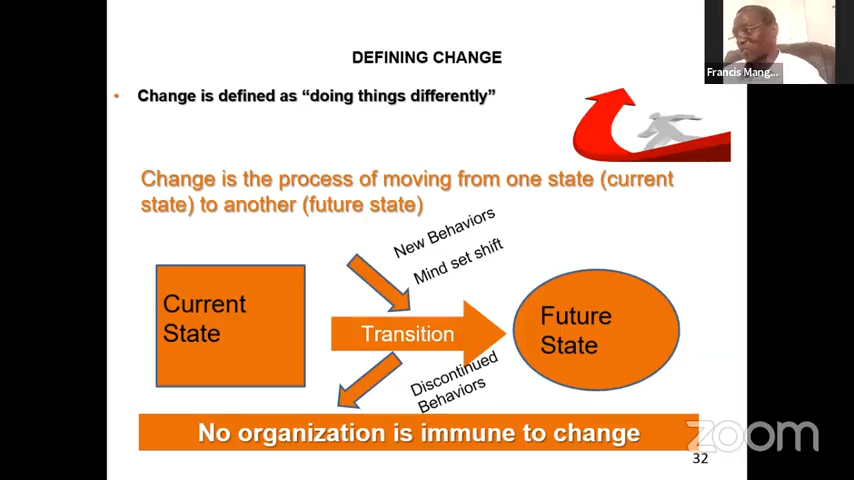 DEFINING CHANGE
Francis Mang...
• Change is defined as “doing things differently”
Change is the process of moving from one state (current
state) to another (future state)
New Behaviors
Mind set shift
Current
State
Transition
Future
State
Discontinued
Behaviors
No organization is immune to change
zoom
32